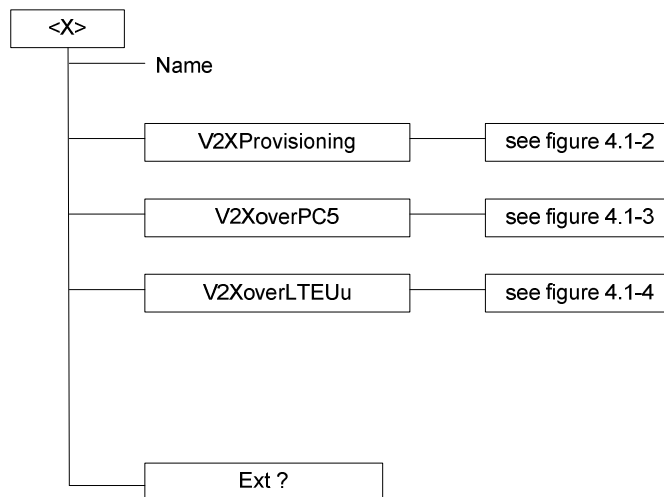 <X>
Name
V2XProvisioning
see figure 4.1-2
V2XoverPC5
see figure 4.1-3
V2XoverLTEUu
see figure 4.1-4
Ext ?